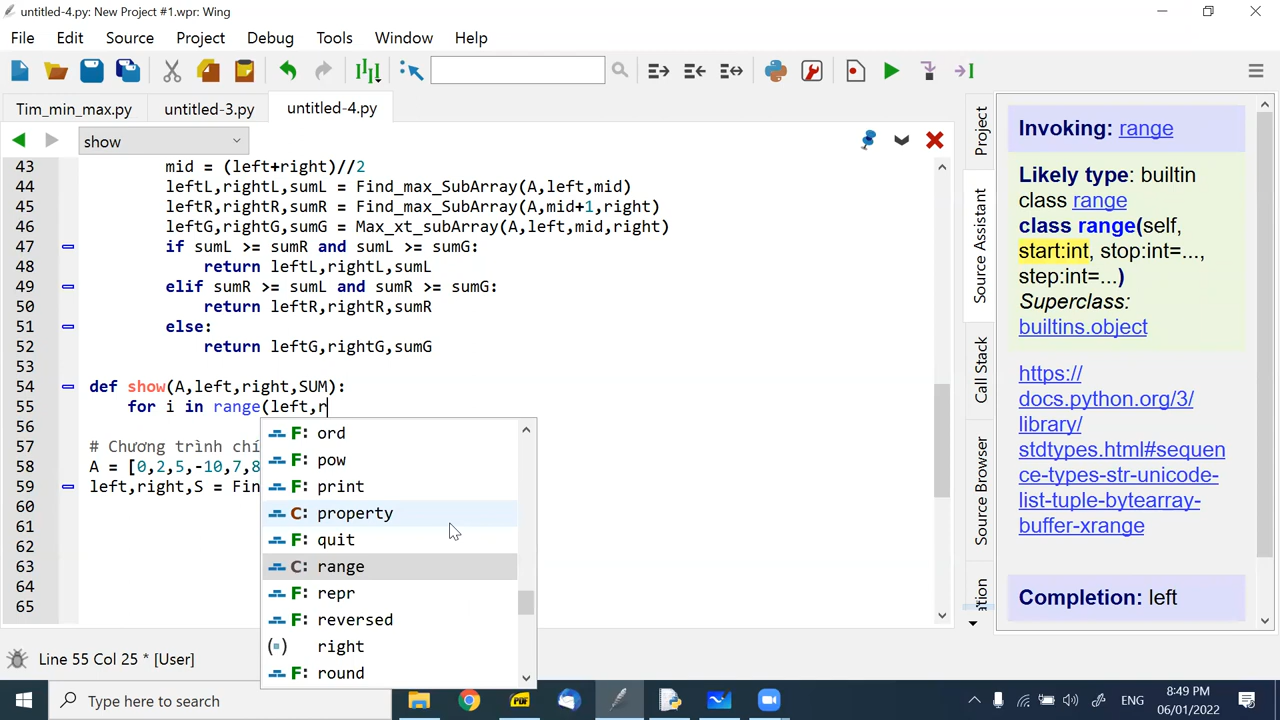 untitled-4.py: New Project #1.wpr: Wing
File Edit Source Project Debug Tools Window Help
Tim_min_max.py untitled-3.py untitled-4.py
show
43 mid = (left+right)//2
44 leftL,rightL,sumL = Find_max_SubArray(A,left,mid)
45 leftR,rightR,sumR = Find_max_SubArray(A,mid+1,right)
46 leftG,rightG,sumG = Max_xt_subArray(A,left,mid,right)
47 if sumL >= sumR and sumL >= sumG:
48 return leftL,rightL,sumL
49 elif sumR >= sumL and sumR >= sumG:
50 return leftR,rightR,sumR
51 else:
52 return leftG,rightG,sumG
53
54 def show(A,left,right,SUM):
55 for i in range(left,r
56
57 # Chương trình chí
58 A = [0,2,5,-10,7,8
59 left,right,S = Fin
60
61
62
63
64
65
F: ord
F: pow
F: print
C: property
F: quit
C: range
F: repr
F: reversed
right
F: round
Project
Source Assistant
Call Stack
Source Browser
Invoking: range
Likely type: builtin
class range
class range(self,
start:int, stop:int=...,
step:int=...)
Superclass:
builtins.object
https://
docs.python.org/3/
library/
stdtypes.html#sequen
ce-types-str-unicode-
list-tuple-bytearray-
buffer-xrange
Completion: left
Line 55 Col 25 * [User]
Type here to search
PDF
ENG
8:49 PM
06/01/2022